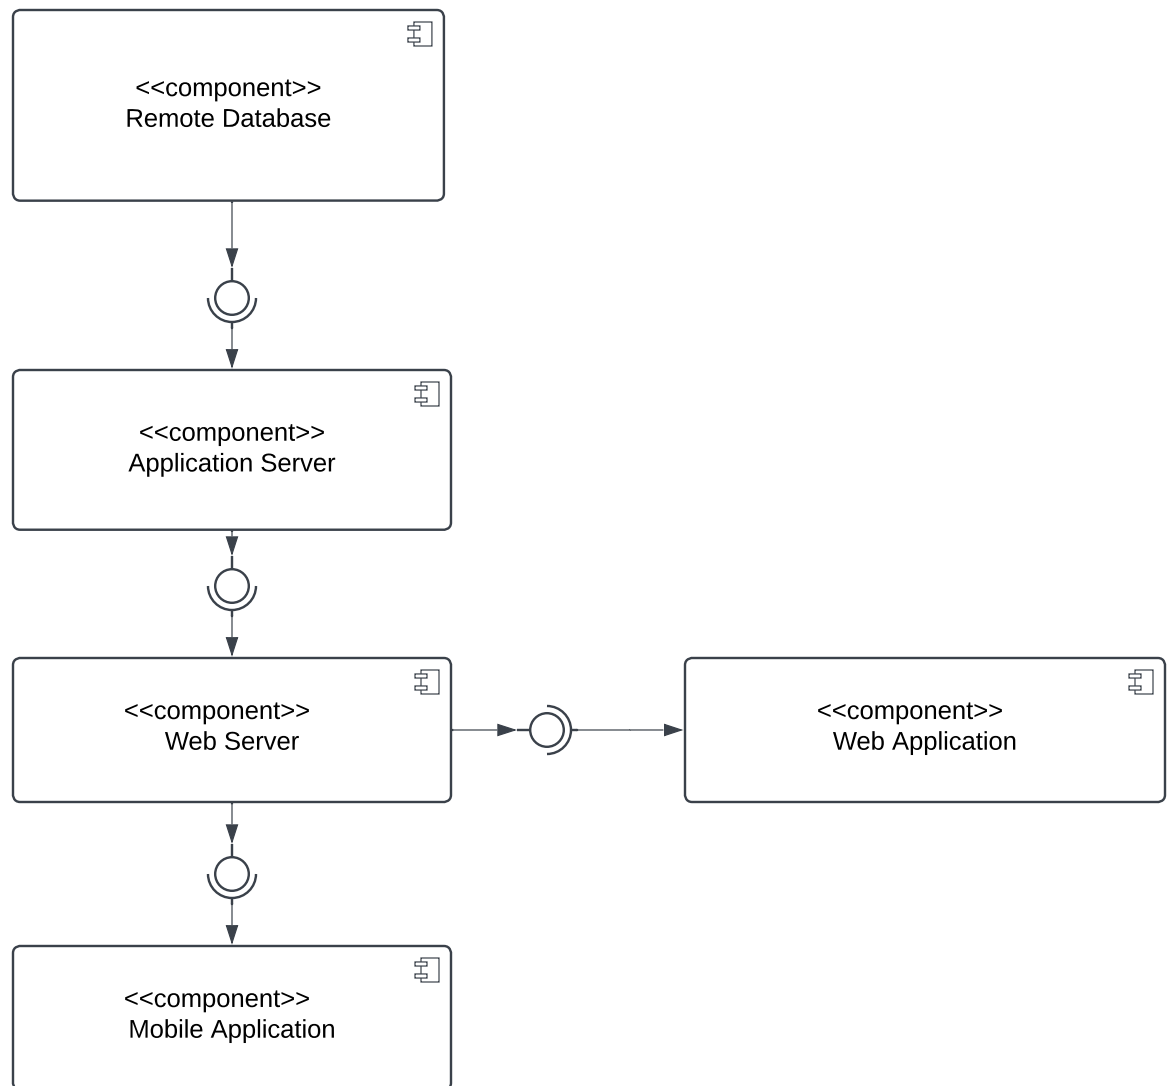 <<component>>
Remote Database
<<component>>
Application Server
<<component>>
Web Server
<<component>>
Web Application
<<component>>
Mobile Application